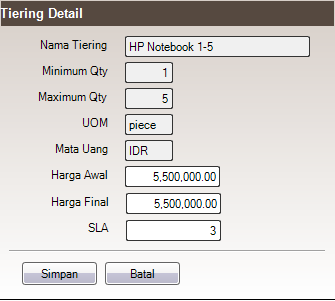 Tiering Detail
Nama Tiering HP Notebook 1-5
Minimum Qty 1
Maximum Qty 5
UOM piece
Mata Uang IDR
Harga Awal 5,500,000.00
Harga Final 5,500,000.00
SLA 3
Simpan Batal